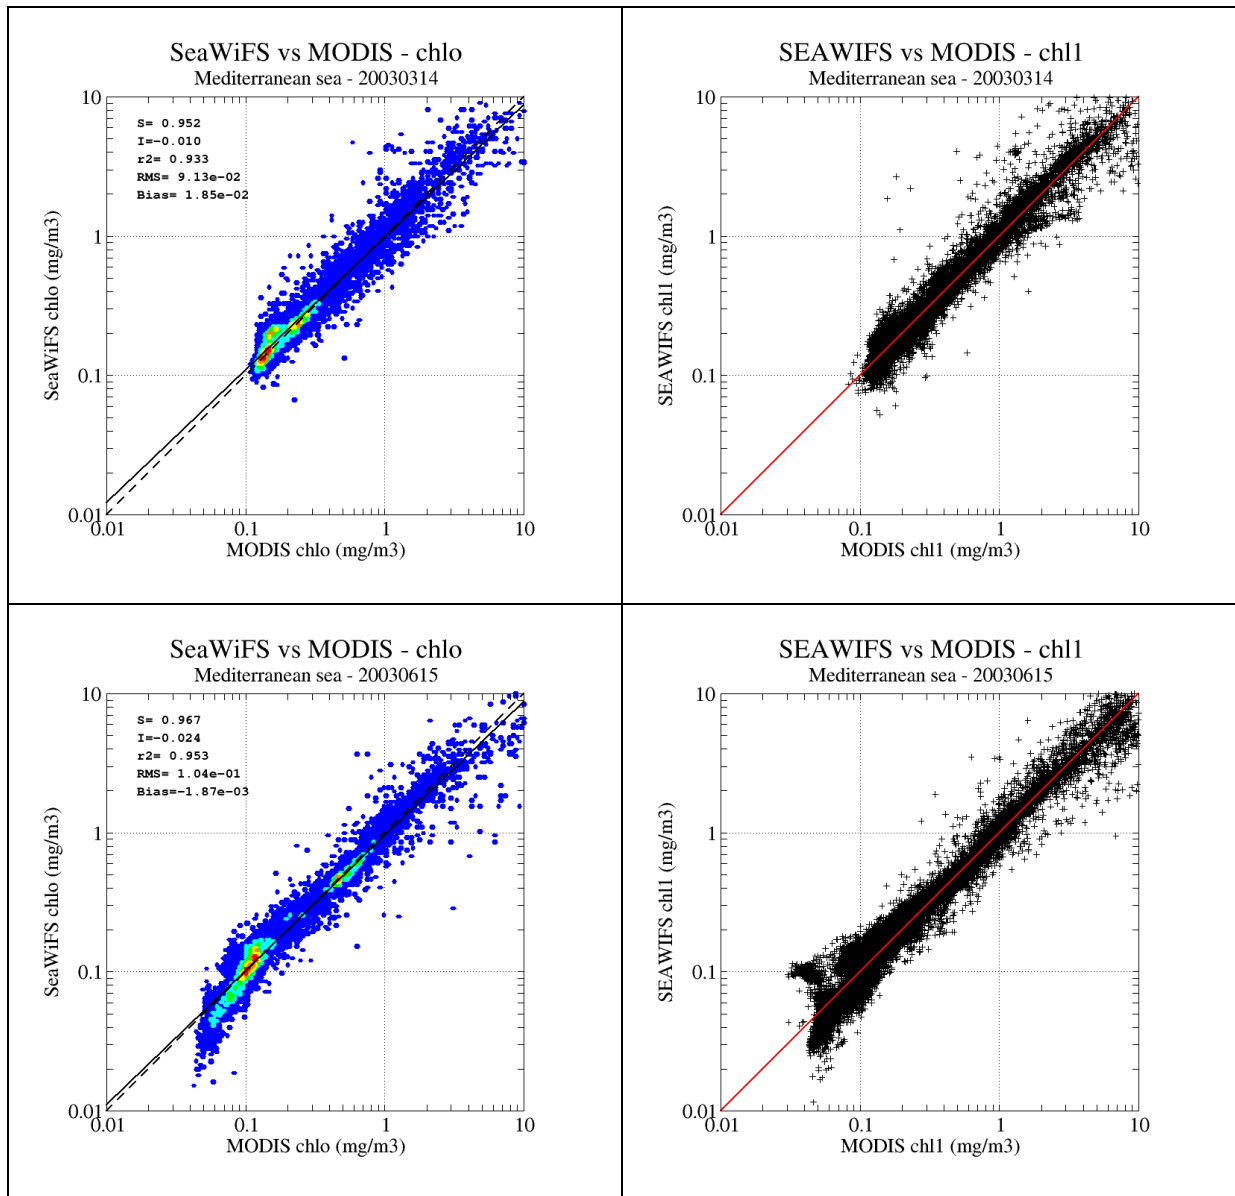 SeaWiFS vs MODIS - chlo
Mediterranean sea - 20030314
10
S= 0.952
I=-0.010
r2= 0.933
RMS= 9.13e-02
Bias= 1.85e-02
1
SeaWiFS chlo (mg/m3)
0.1
0.01
0.01 0.1 1 10
MODIS chlo (mg/m3)
SEAWIFS vs MODIS - chl1
Mediterranean sea - 20030314
10
1
SEAWIFS chl1 (mg/m3)
0.1
0.01
0.01 0.1 1 10
MODIS chl1 (mg/m3)
SeaWiFS vs MODIS - chlo
Mediterranean sea - 20030615
10
S= 0.967
I=-0.024
r2= 0.953
RMS= 1.04e-01
Bias=-1.87e-03
1
SeaWiFS chlo (mg/m3)
0.1
0.01
0.01 0.1 1 10
MODIS chlo (mg/m3)
SEAWIFS vs MODIS - chl1
Mediterranean sea - 20030615
10
1
SEAWIFS chl1 (mg/m3)
0.1
0.01
0.01 0.1 1 10
MODIS chl1 (mg/m3)